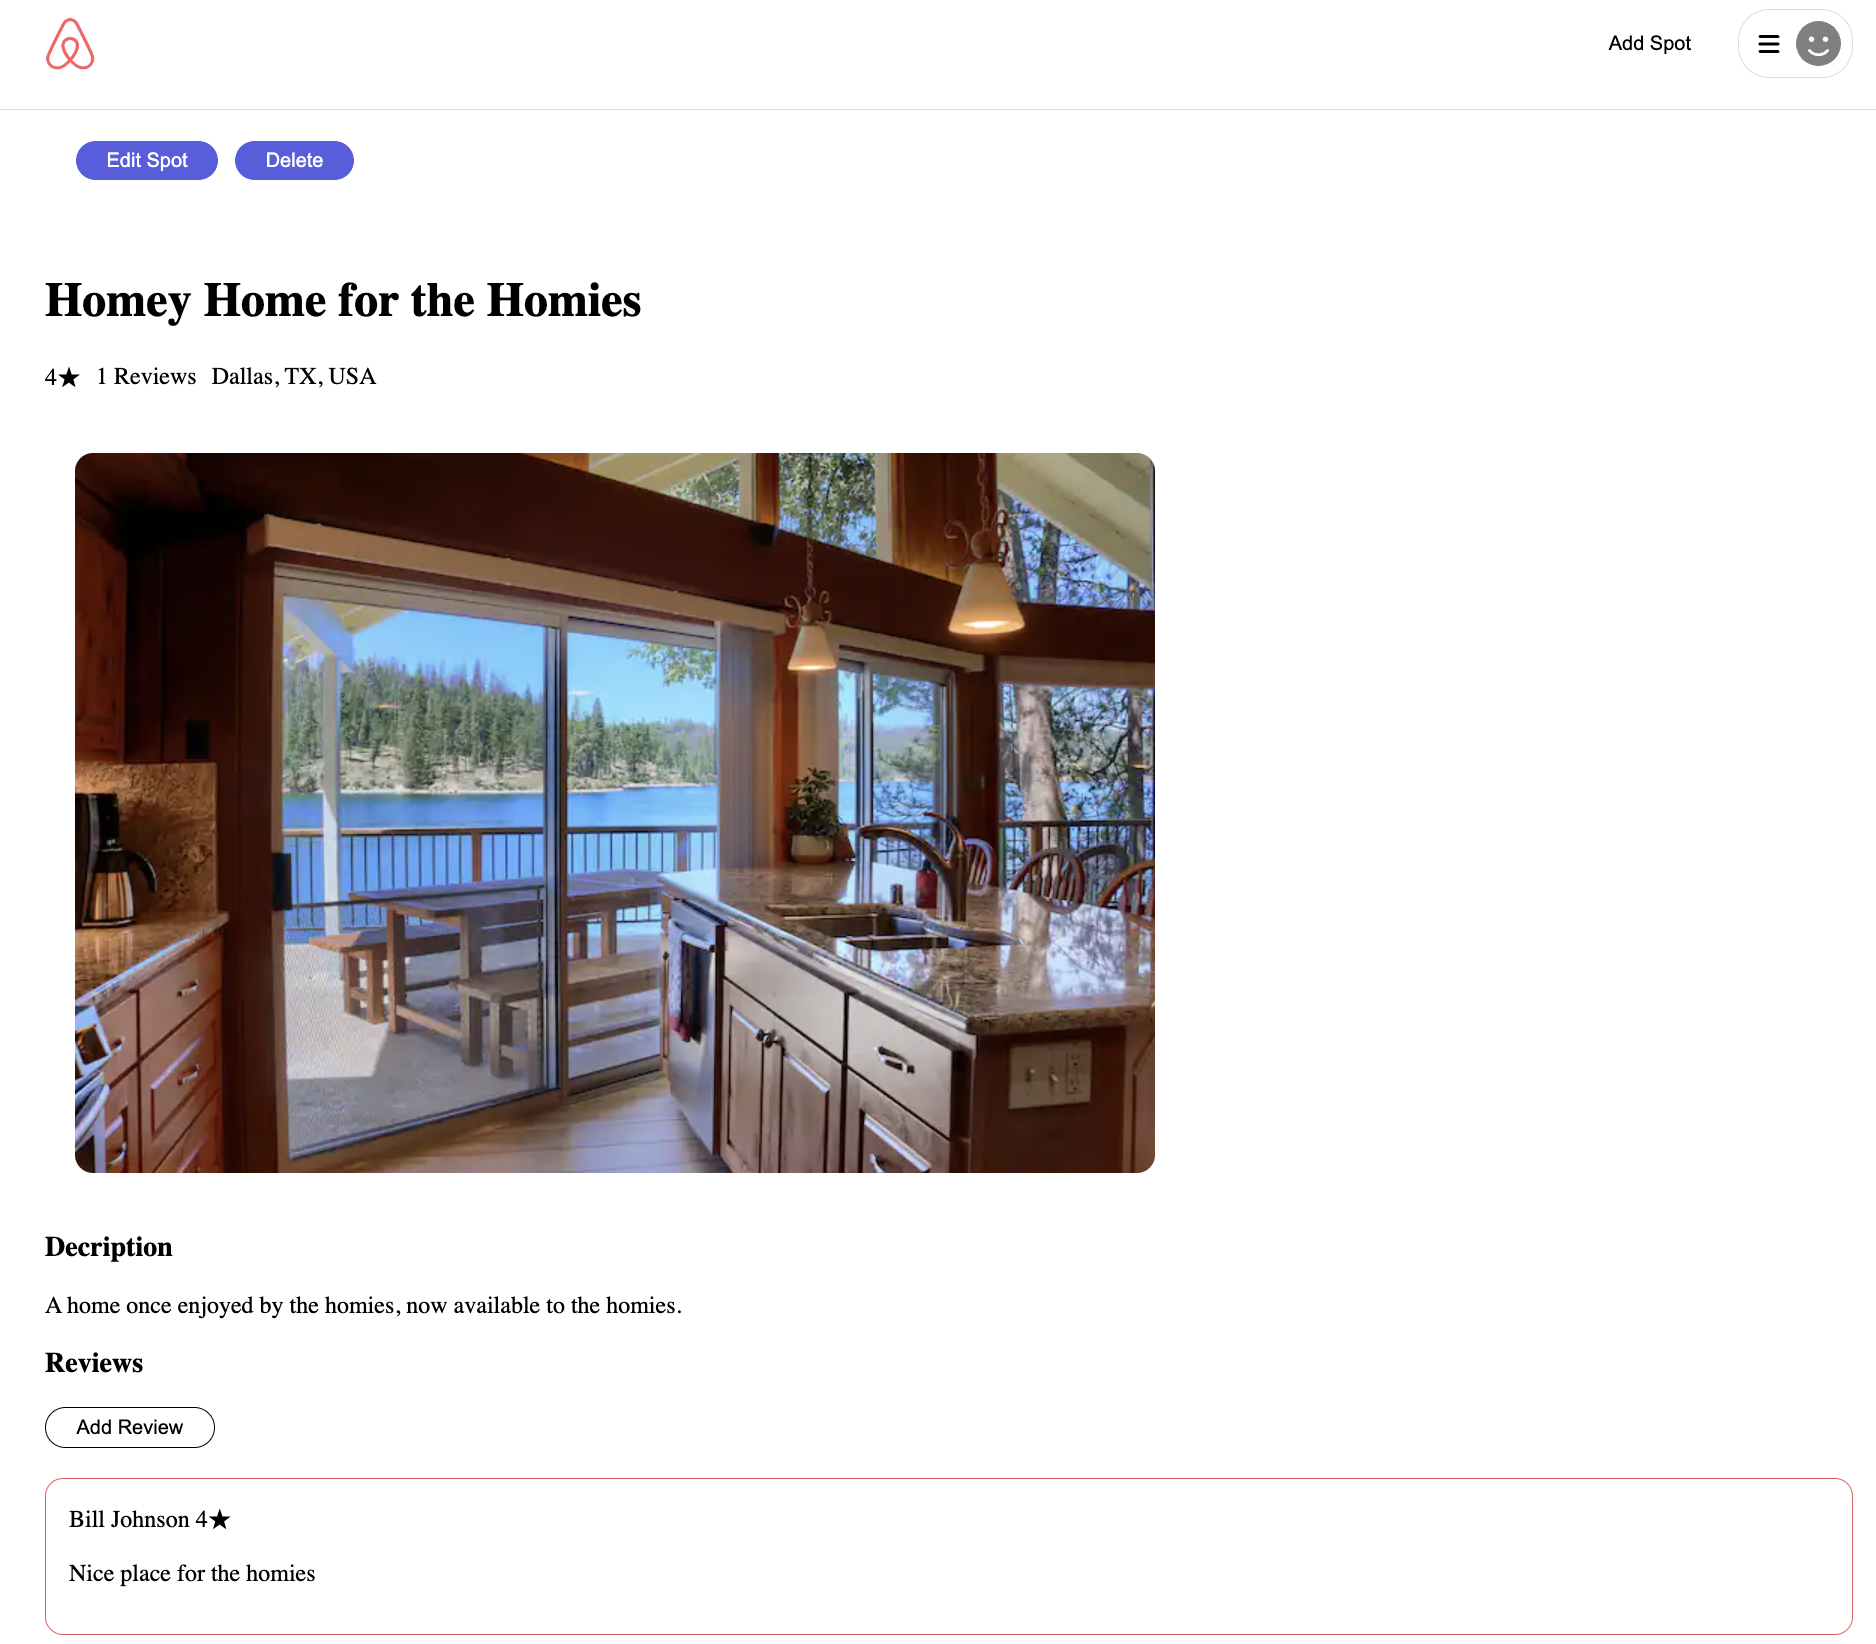 Add Spot
Edit Spot Delete
Homey Home for the Homies
4★ 1 Reviews Dallas, TX, USA
Decription
A home once enjoyed by the homies, now available to the homies.
Reviews
Add Review
Bill Johnson 4★
Nice place for the homies